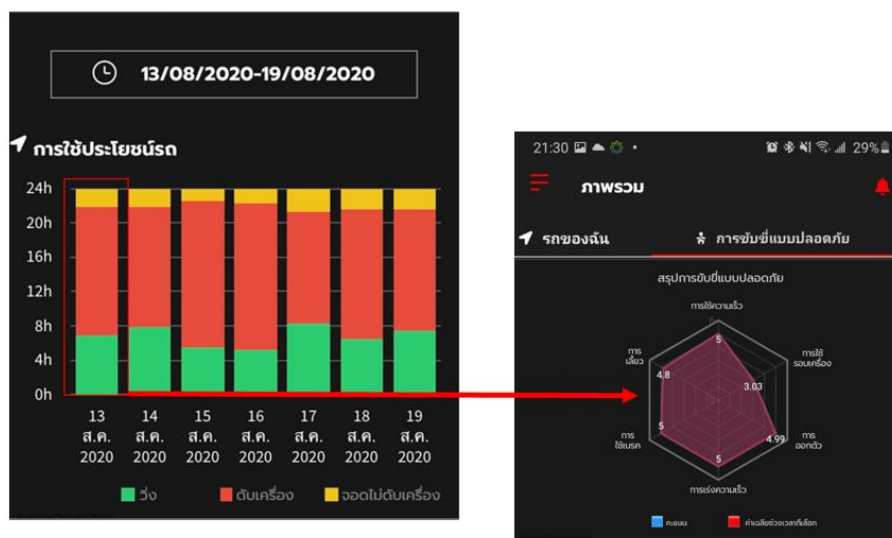 13/08/2020-19/08/2020
การใช้ประโยชน์รถ
24h
20h
16h
12h
8h
4h
0h
13 14 15 16 17 18 19
ส.ค. ส.ค. ส.ค. ส.ค. ส.ค. ส.ค. ส.ค.
2020 2020 2020 2020 2020 2020 2020
วิ่ง ดับเครื่อง จอดไม่ดับเครื่อง
21:30 29%
ภาพรวม
รถของฉัน การขับขี่แบบปลอดภัย
สรุปการขับขี่แบบปลอดภัย
การใช้ความเร็ว
5
การ
เลี้ยว
การใช้
รอบเครื่อง
4.8
3.03
5
4.99
การ
ใช้เบรค
การ
ออกตัว
5
การเร่งความเร็ว
คะแนน ค่าเฉลี่ยช่วงเวลาที่เลือก